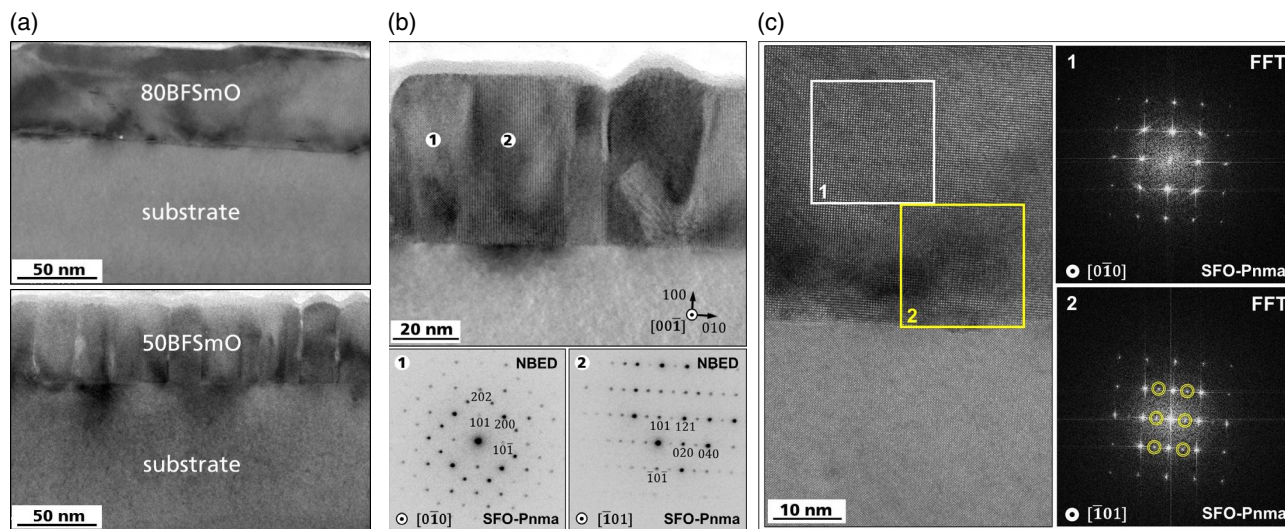 (a)
80BFSmO
substrate
50 nm
50BFSmO
substrate
50 nm
(b)
1
2
100
[001̅]
010
20 nm
1
NBED
202
101
200
101̅
[01̅0]
SFO-Pnma
2
NBED
101
121
020
040
1̅01̅
[1̅01]
SFO-Pnma
(c)
1
2
10 nm
1
FFT
[01̅0]
SFO-Pnma
2
FFT
[1̅01]
SFO-Pnma